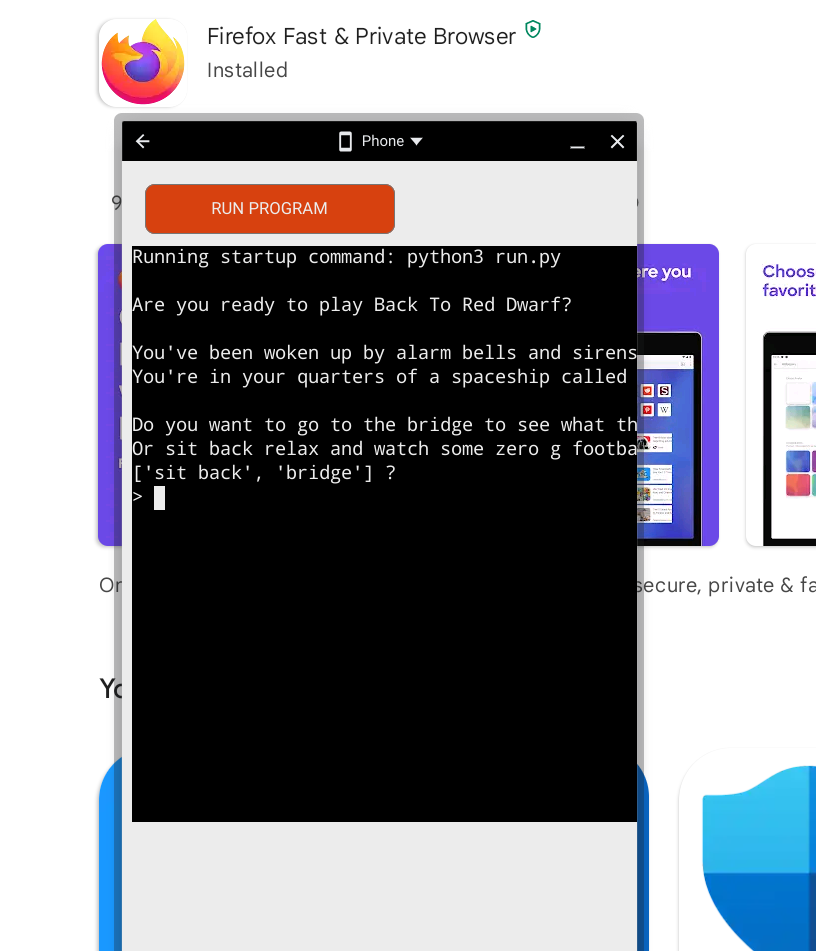 Firefox Fast & Private Browser
Installed
Phone
9
RUN PROGRAM
Running startup command: python3 run.py
ere you
Choos
favorit
Are you ready to play Back To Red Dwarf?
You've been woken up by alarm bells and sirens
You're in your quarters of a spaceship called
Do you want to go to the bridge to see what th
Or sit back relax and watch some zero g footba
['sit back', 'bridge'] ?
>
Or
secure, private & fa
Yo